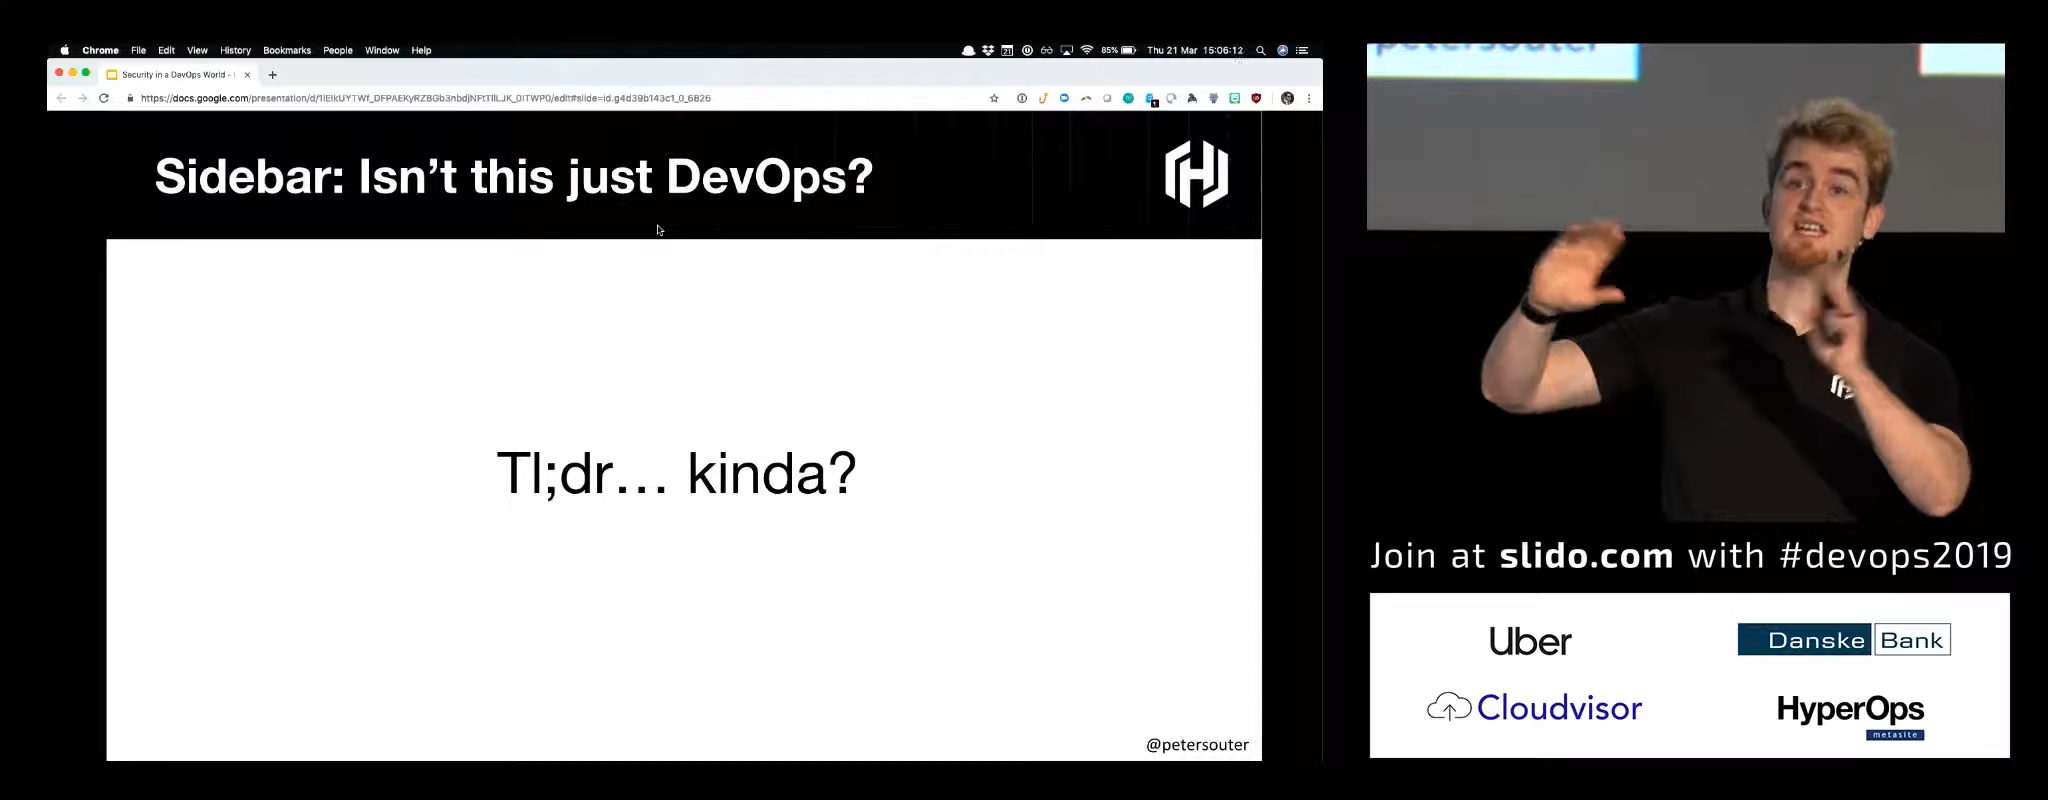 Chrome File Edit View History Bookmarks People Window Help
85% Thu 21 Mar 15:06:12
Security in a DevOps World -
Sidebar: Isn't this just DevOps?
Tl;dr... kinda?
@petersouter
petersouter
Join at slido.com with #devops2019
Uber
Danske Bank
Cloudvisor
HyperOps
metasite